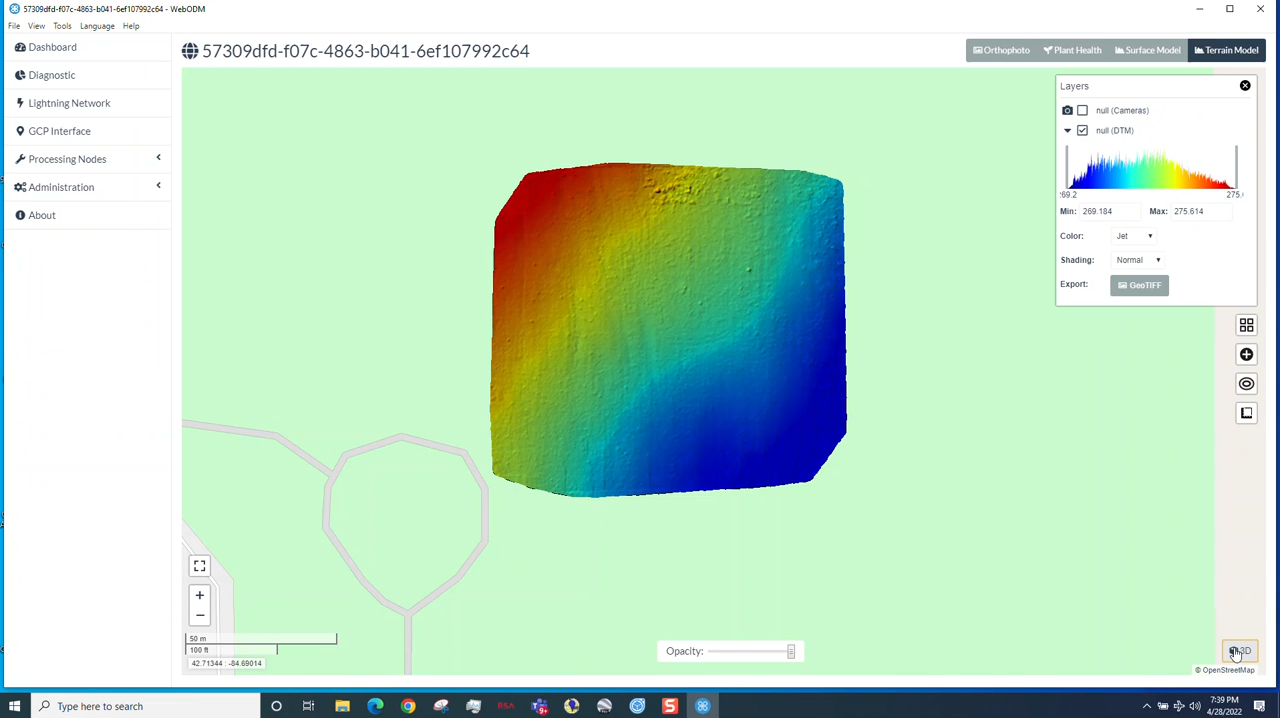 57309dfd-f07c-4863-b041-6ef107992c64 - WebODM
File View Tools Language Help
Dashboard
Diagnostic
Lightning Network
GCP Interface
Processing Nodes
Administration
About
57309dfd-f07c-4863-b041-6ef107992c64
Orthophoto Plant Health Surface Model Terrain Model
Layers
null (Cameras)
null (DTM)
275.
Min: 269.184 Max: 275.614
Color: Jet
Shading: Normal
Export: GeoTIFF
+
−
50 m
100 ft
42.71344 : -84.69014
Opacity:
3D
© OpenStreetMap
Type here to search
RSA
7:39 PM
4/28/2022